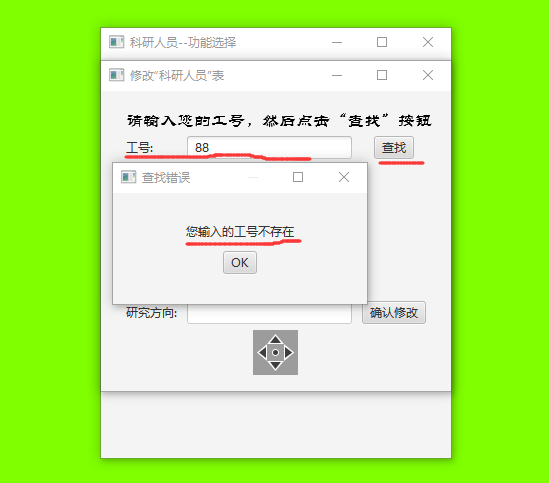 科研人员--功能选择
修改“科研人员”表
请输入您的工号，然后点击“查找”按钮
工号: 88 查找
查找错误
您输入的工号不存在
OK
研究方向: 确认修改